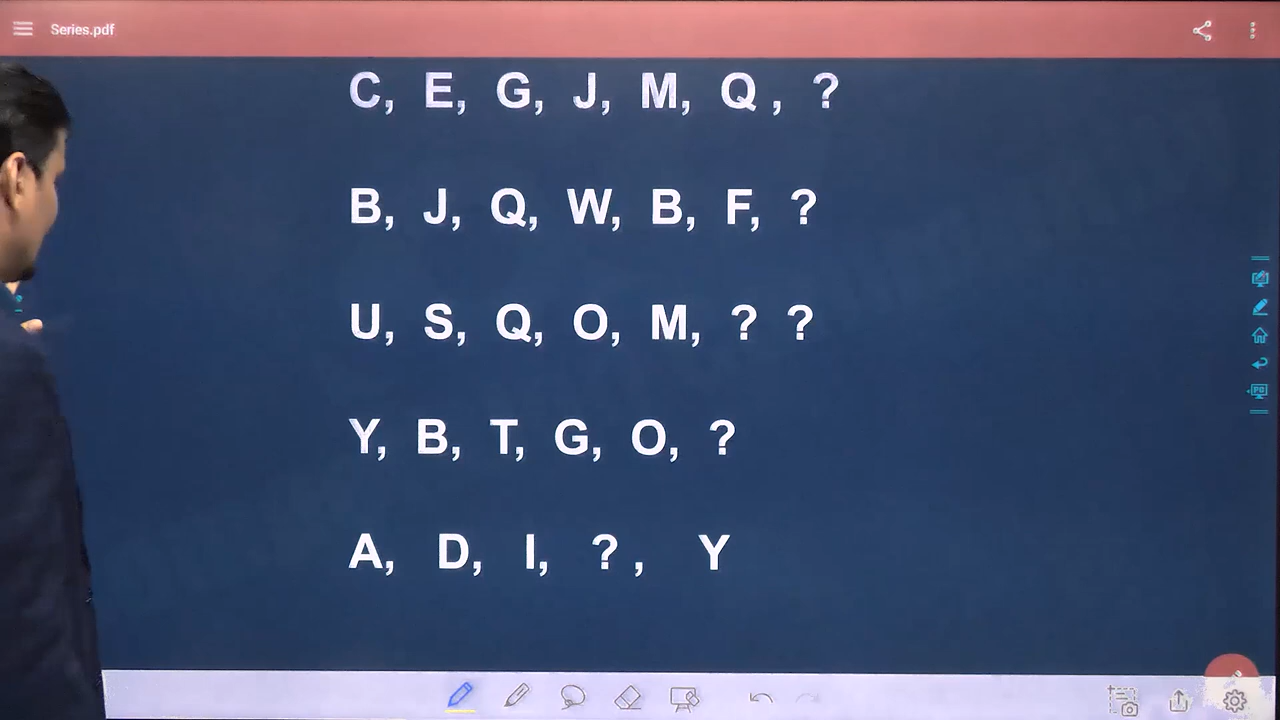 Series.pdf
C, E, G, J, M, Q , ?
B, J, Q, W, B, F, ?
U, S, Q, O, M, ? ?
Y, B, T, G, O, ?
A, D, I, ? , Y